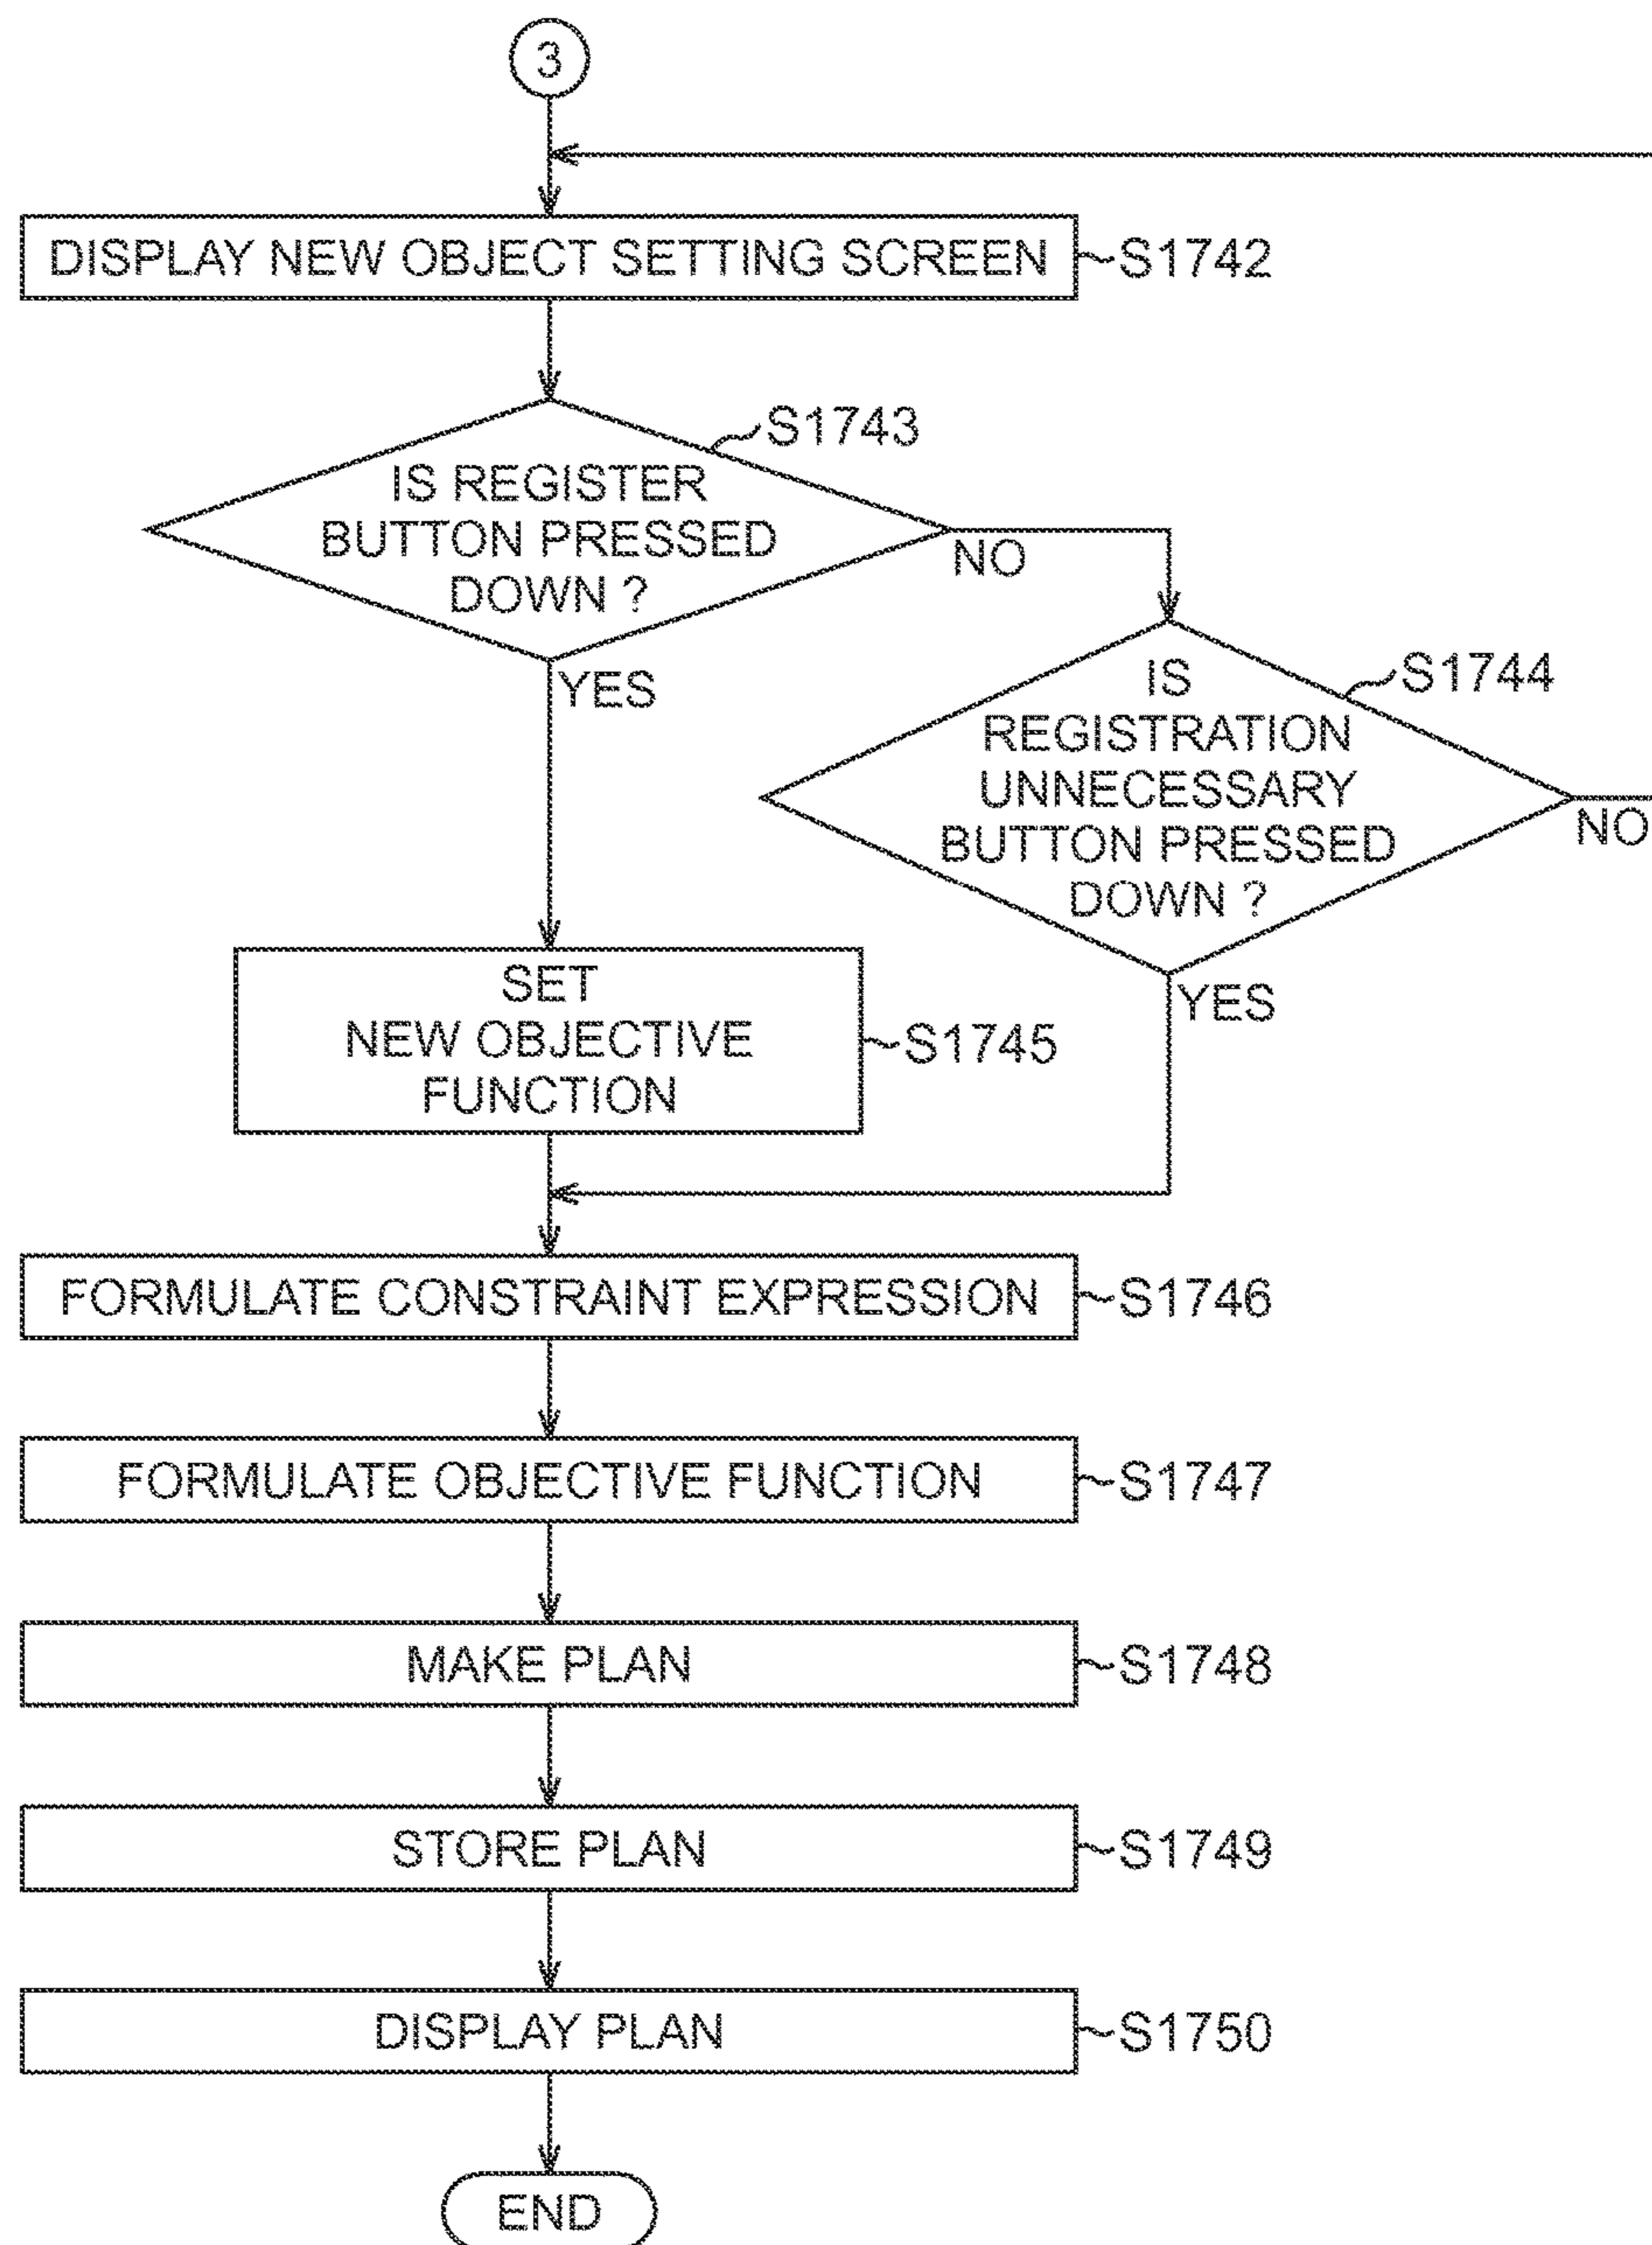 3
DISPLAY NEW OBJECT SETTING SCREEN
S1742
S1743
IS REGISTER
BUTTON PRESSED
DOWN ?
NO
YES
S1744
IS
REGISTRATION
UNNECESSARY
BUTTON PRESSED
DOWN ?
NO
YES
SET
NEW OBJECTIVE
FUNCTION
S1745
FORMULATE CONSTRAINT EXPRESSION
S1746
FORMULATE OBJECTIVE FUNCTION
S1747
MAKE PLAN
S1748
STORE PLAN
S1749
DISPLAY PLAN
S1750
END